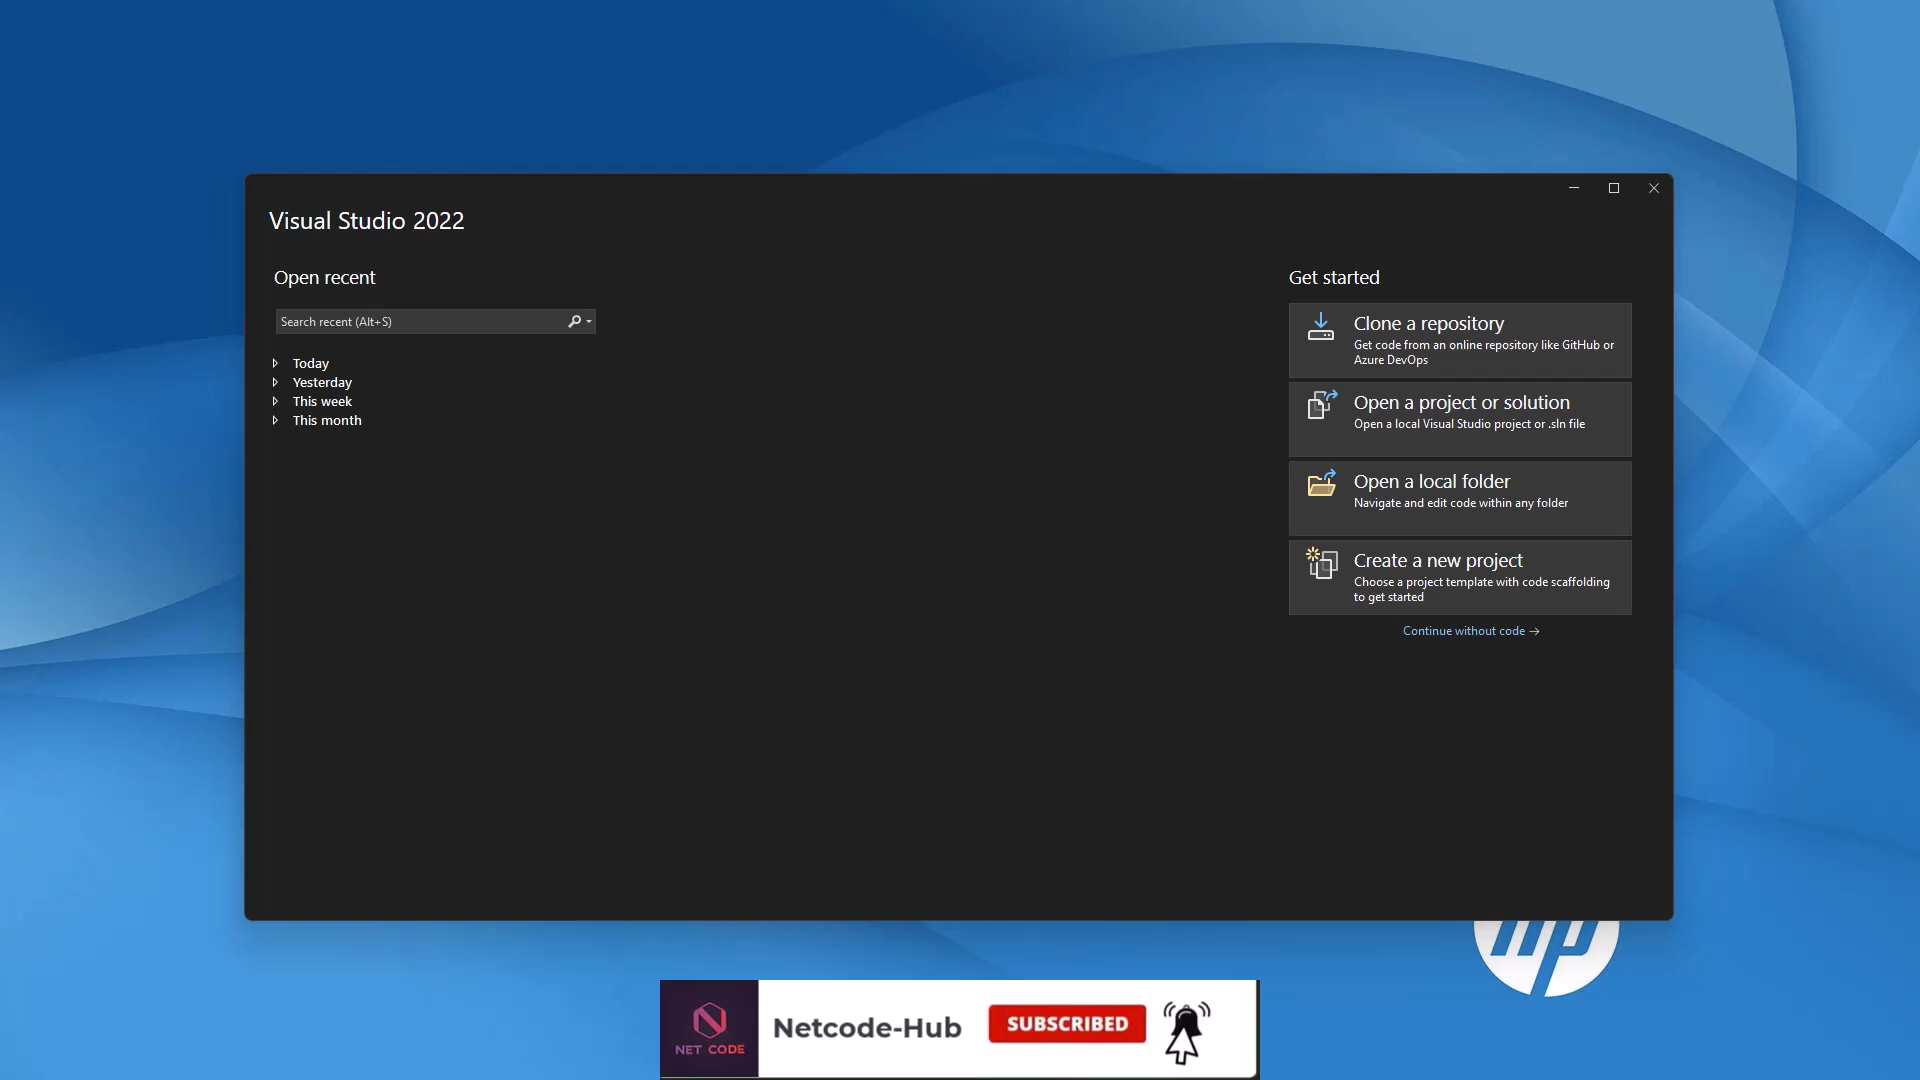 Visual Studio 2022
Open recent
Search recent (Alt+S)
Today
Yesterday
This week
This month
Get started
Clone a repository
Get code from an online repository like GitHub or
Azure DevOps
Open a project or solution
Open a local Visual Studio project or .sln file
Open a local folder
Navigate and edit code within any folder
Create a new project
Choose a project template with code scaffolding
to get started
Continue without code →
hp
NET CODE
Netcode-Hub
SUBSCRIBED